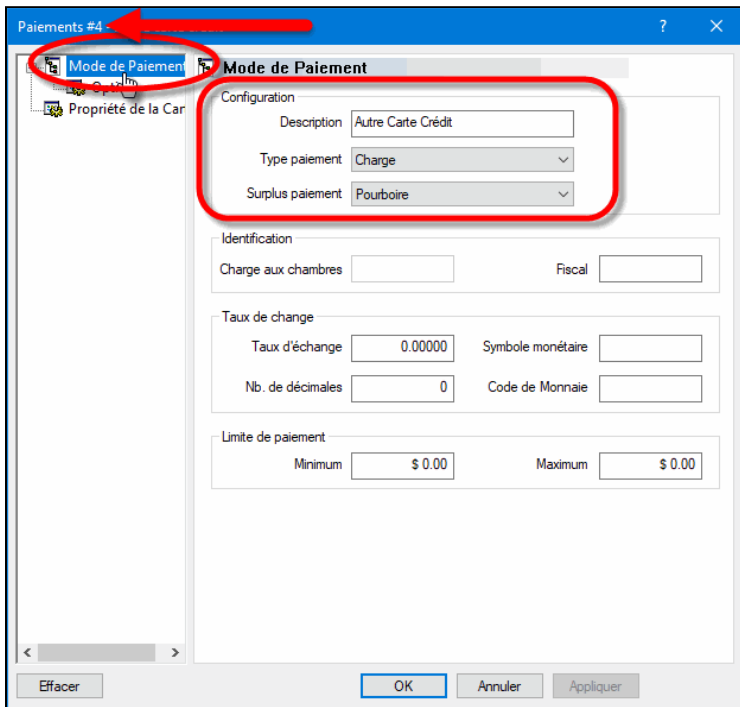 Paiements #4 -
? ×
Mode de Paiement
Propriété de la Car
Mode de Paiement
Configuration
Description Autre Carte Crédit
Type paiement Charge
Surplus paiement Pourboire
Identification
Charge aux chambres Fiscal
Taux de change
Taux d'échange 0.00000 Symbole monétaire
Nb. de décimales 0 Code de Monnaie
Limite de paiement
Minimum $ 0.00 Maximum $ 0.00
Effacer OK Annuler Appliquer